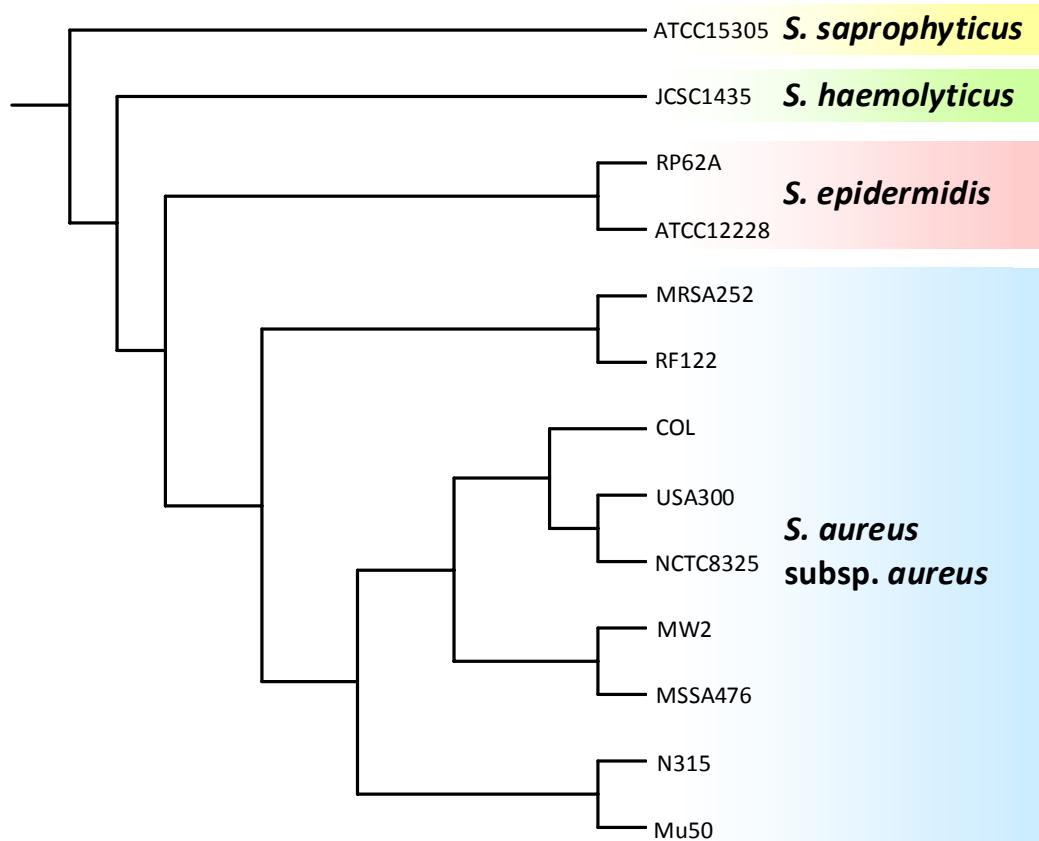 ATCC15305 S. saprophyticus
JCSC1435 S. haemolyticus
RP62A
S. epidermidis
ATCC12228
MRSA252
RF122
COL
USA300
S. aureus
NCTC8325
subsp. aureus
MW2
MSSA476
N315
Mu50